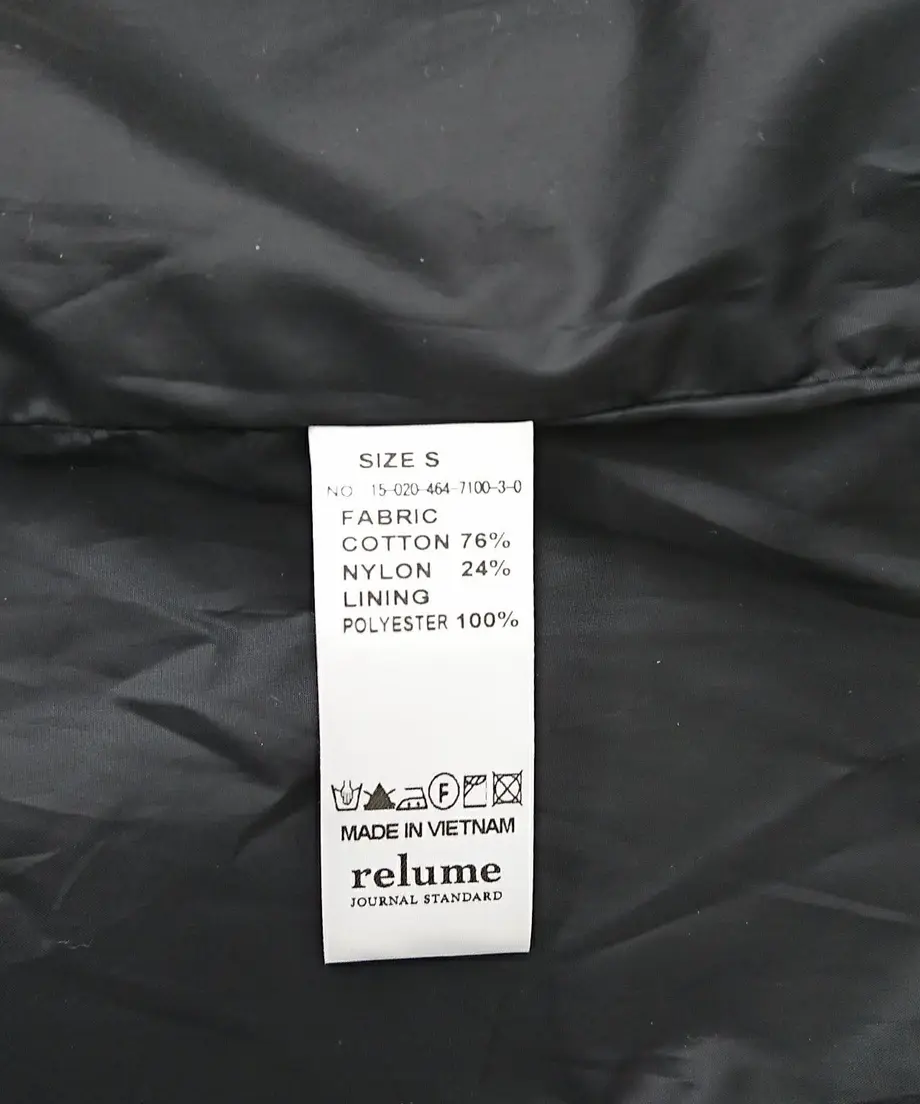 SIZE S
NO 15-020-464-7100-3-0
FABRIC
COTTON 76%
NYLON 24%
LINING
POLYESTER 100%
F
MADE IN VIETNAM
relume
JOURNAL STANDARD